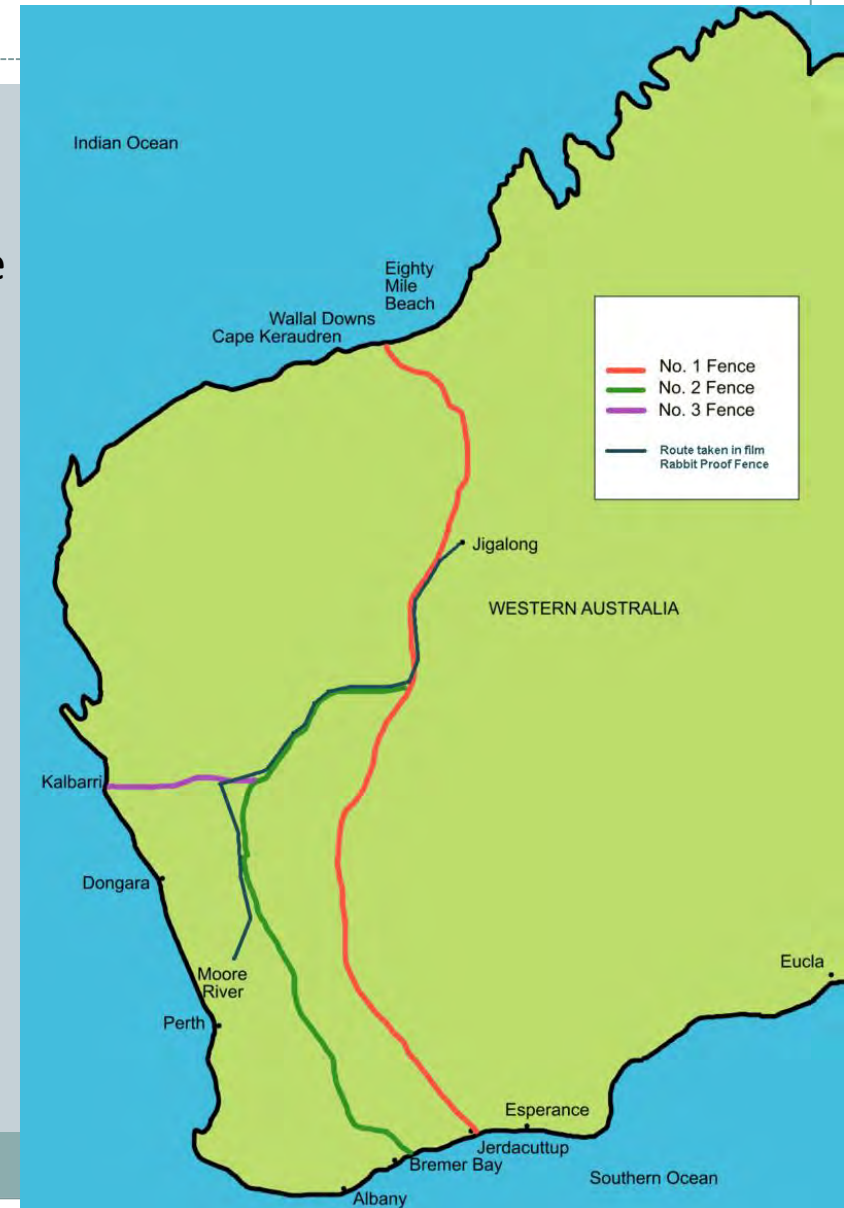 Indian Ocean
e
Eighty
Mile
Beach
Wallal Downs
Cape Keraudren
No. 1 Fence
No. 2 Fence
No. 3 Fence
Route taken in film
Rabbit Proof Fence
Jigalong
WESTERN AUSTRALIA
Kalbarri
Dongara
Eucla
Moore
River
Perth
Esperance
Jerdacuttup
Bremer Bay
Southern Ocean
Albany